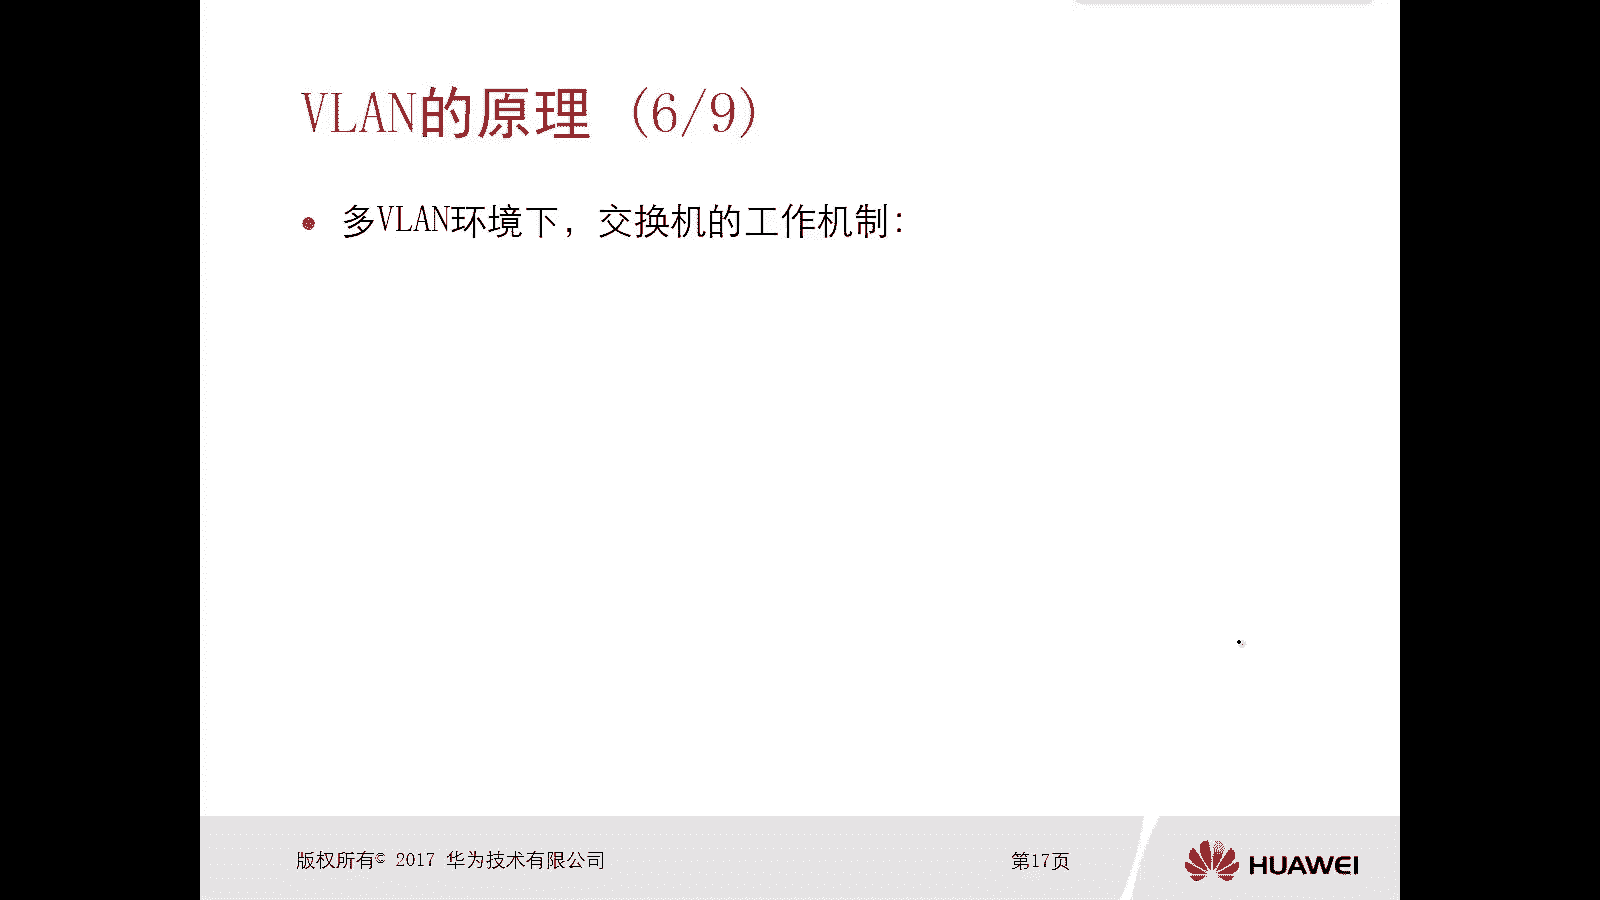 VLAN的原理 (6/9)
多VLAN环境下，交换机的工作机制：
版权所有© 2017 华为技术有限公司
第17页
HUAWEI